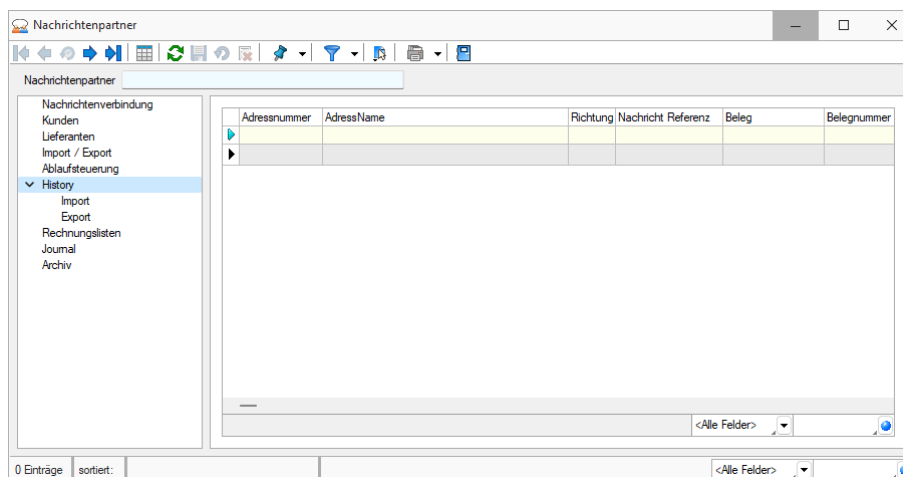 Nachrichtenpartner
Nachrichtenpartner
Nachrichtenverbindung
Kunden
Lieferanten
Import / Export
Ablaufsteuerung
History
Import
Export
Rechnungslisten
Journal
Archiv
Adressnummer AdressName Richtung Nachricht Referenz Beleg Belegnummer
<Alle Felder>
0 Einträge sortiert: <Alle Felder>